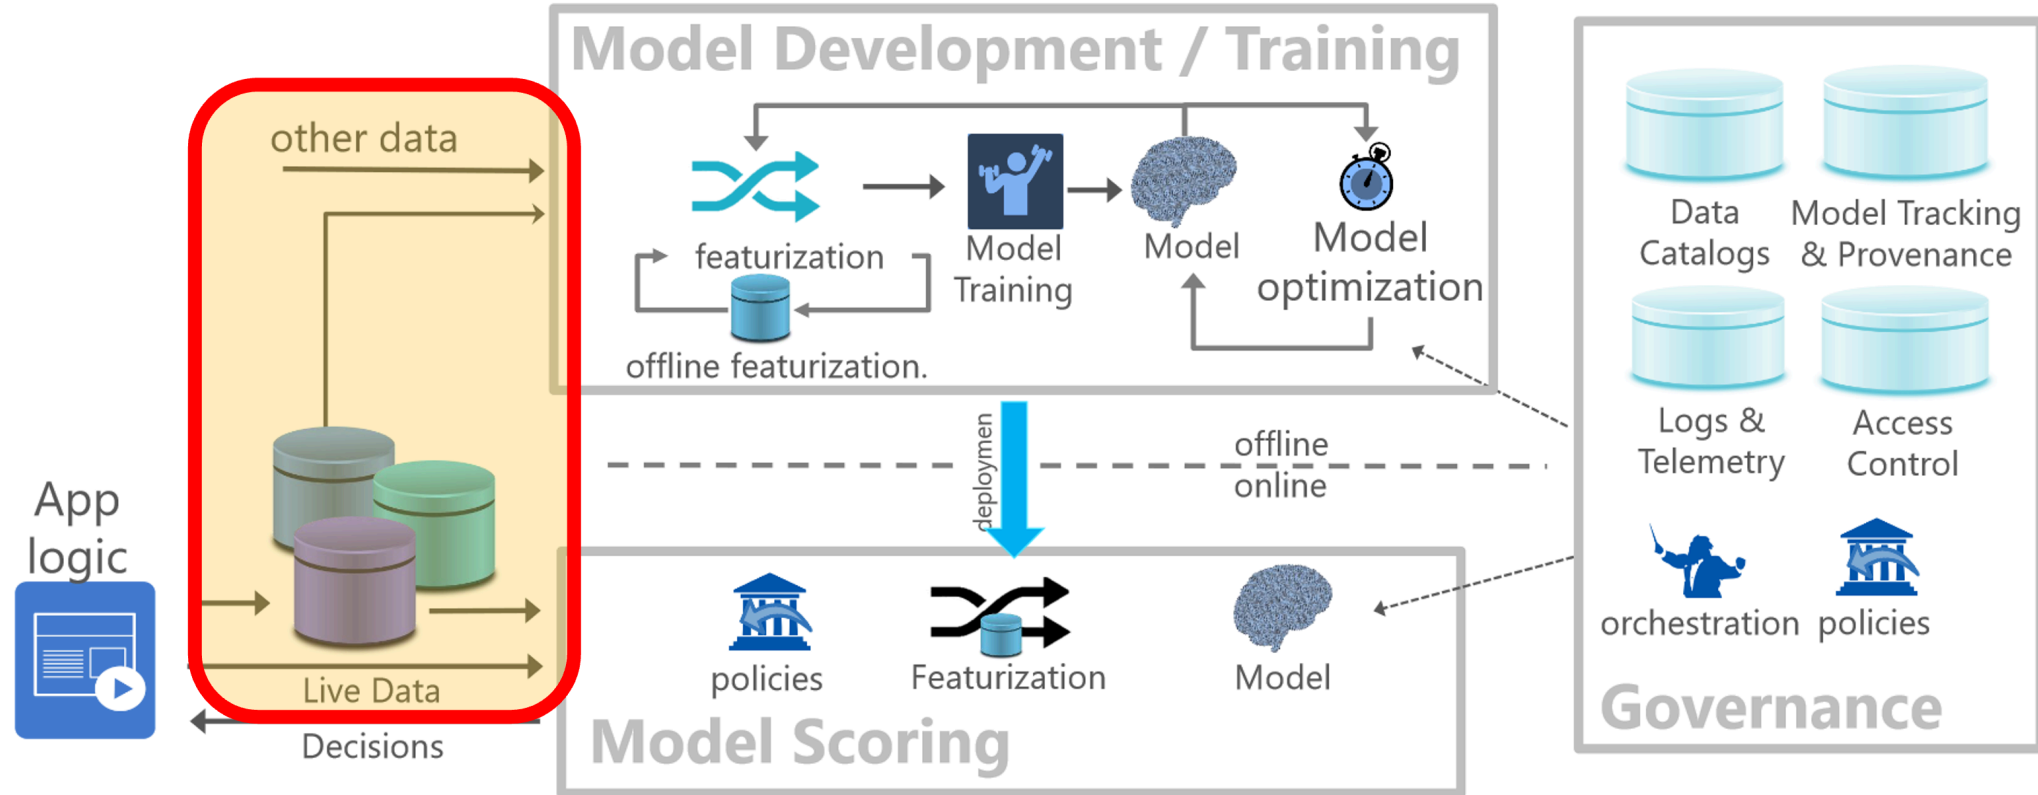 Model Development / Training
other data
featurization
Model
Training
Model
Model
optimization
offline featurization.
deploymen
offline
online
App
logic
Live Data
Decisions
policies
Featurization
Model
Model Scoring
Data
Catalogs
Model Tracking
& Provenance
Logs &
Telemetry
Access
Control
orchestration
policies
Governance